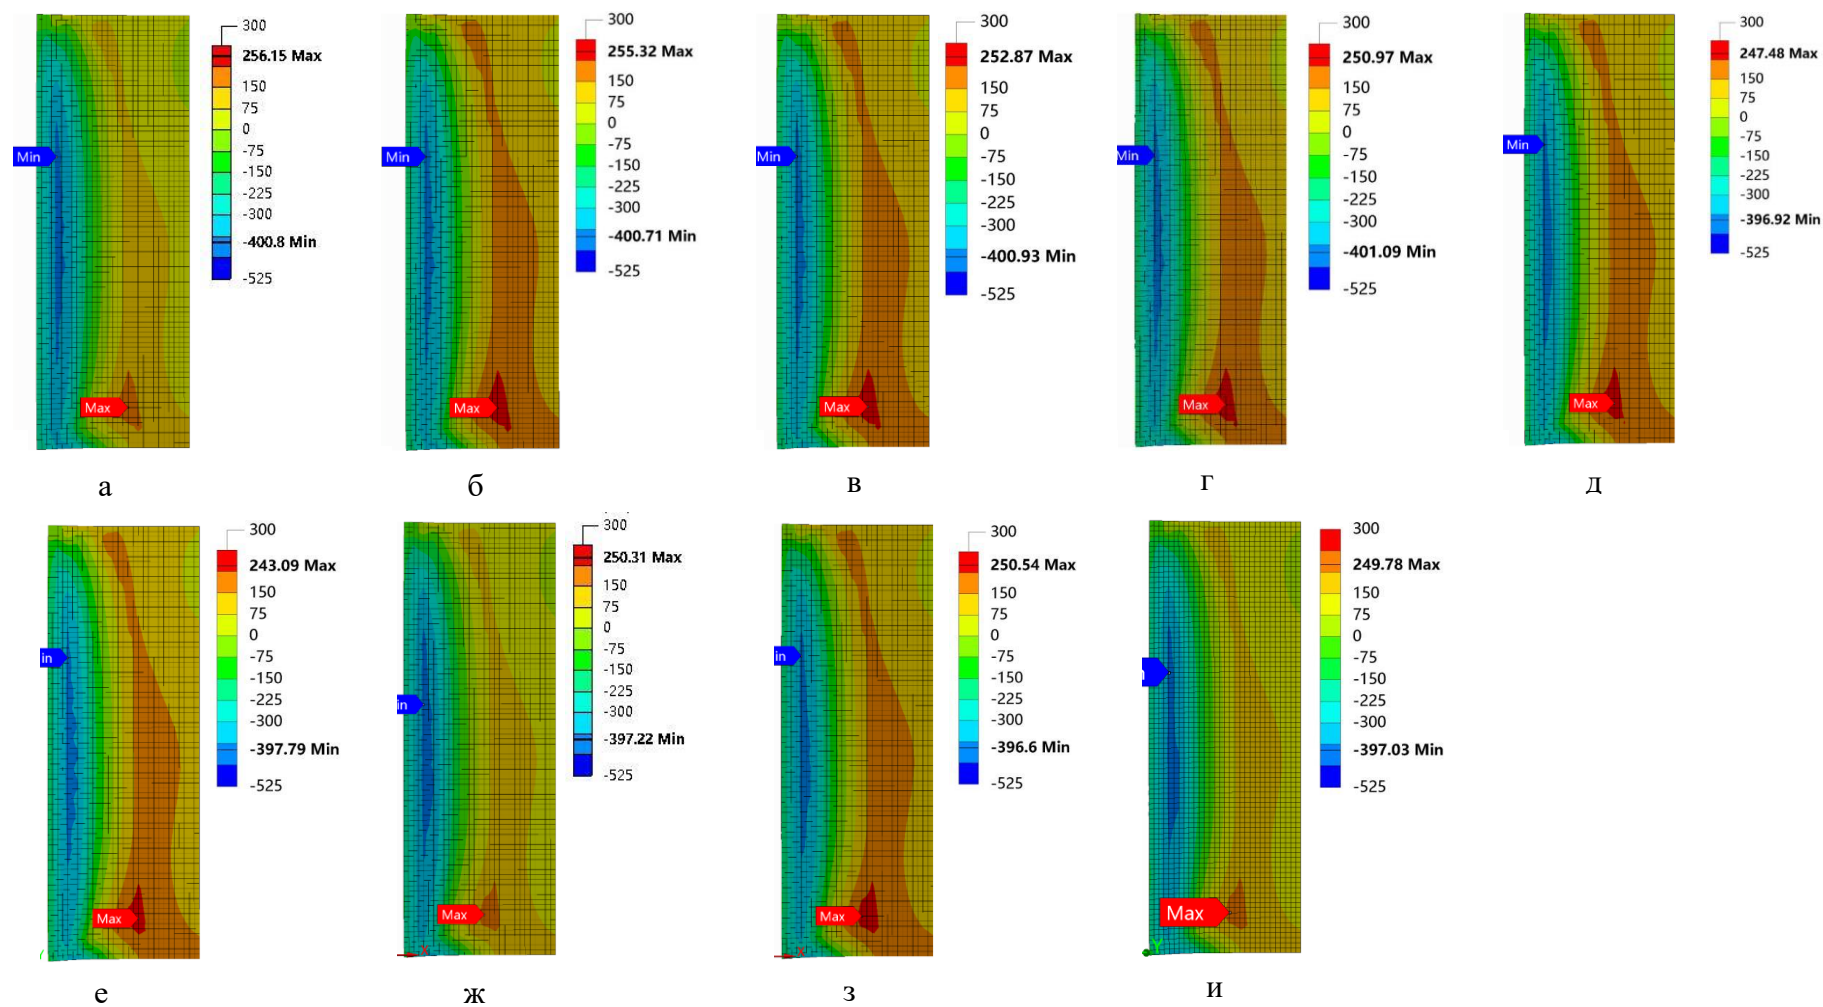 300
256.15 Max
150
75
0
-75
-150
-225
-300
-400.8 Min
-525
Min
Max
а
300
255.32 Max
150
75
0
-75
-150
-225
-300
-400.71 Min
-525
Min
Max
б
300
252.87 Max
150
75
0
-75
-150
-225
-300
-400.93 Min
-525
Min
Max
в
300
250.97 Max
150
75
0
-75
-150
-225
-300
-401.09 Min
-525
Min
Max
г
300
247.48 Max
150
75
0
-75
-150
-225
-300
-396.92 Min
-525
Min
Max
д
300
243.09 Max
150
75
0
-75
-150
-225
-300
-397.79 Min
-525
in
Max
е
300
250.31 Max
150
75
0
-75
-150
-225
-300
-397.22 Min
-525
in
Max
X
ж
300
250.54 Max
150
75
0
-75
-150
-225
-300
-396.6 Min
-525
in
Max
X
з
300
249.78 Max
150
75
0
-75
-150
-225
-300
-397.03 Min
-525
Max
Y
и